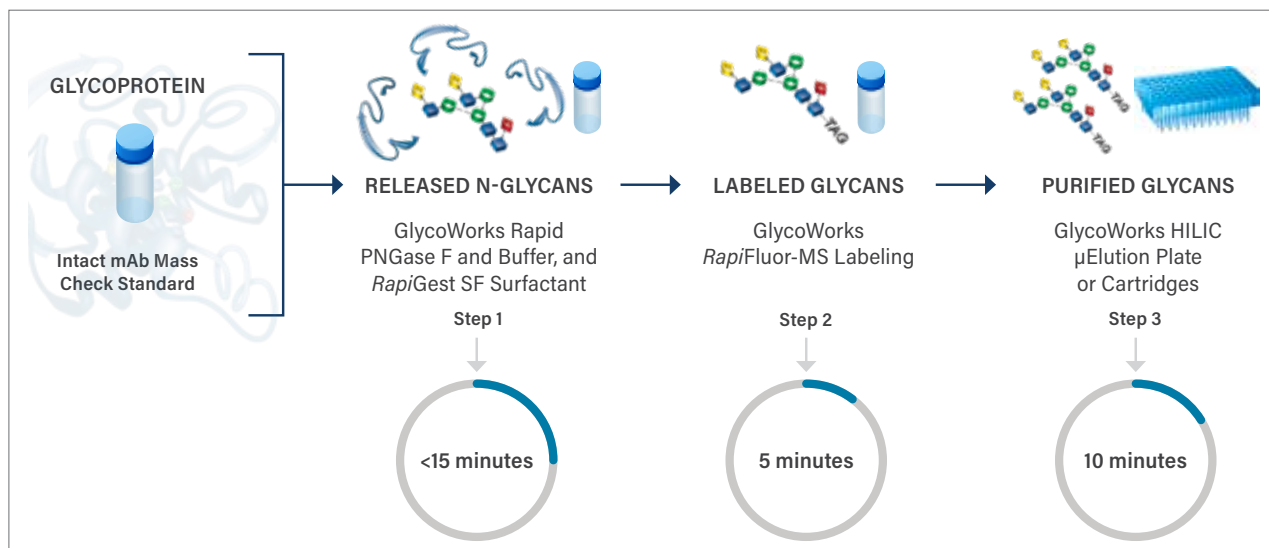 GLYCOPROTEIN
Intact mAb Mass
Check Standard
RELEASED N-GLYCANS
GlycoWorks Rapid
PNGase F and Buffer, and
RapiGest SF Surfactant
Step 1
<15 minutes
TAG
LABELED GLYCANS
GlycoWorks
RapiFluor-MS Labeling
Step 2
5 minutes
TAG
TAG
PURIFIED GLYCANS
GlycoWorks HILIC
µElution Plate
or Cartridges
Step 3
10 minutes